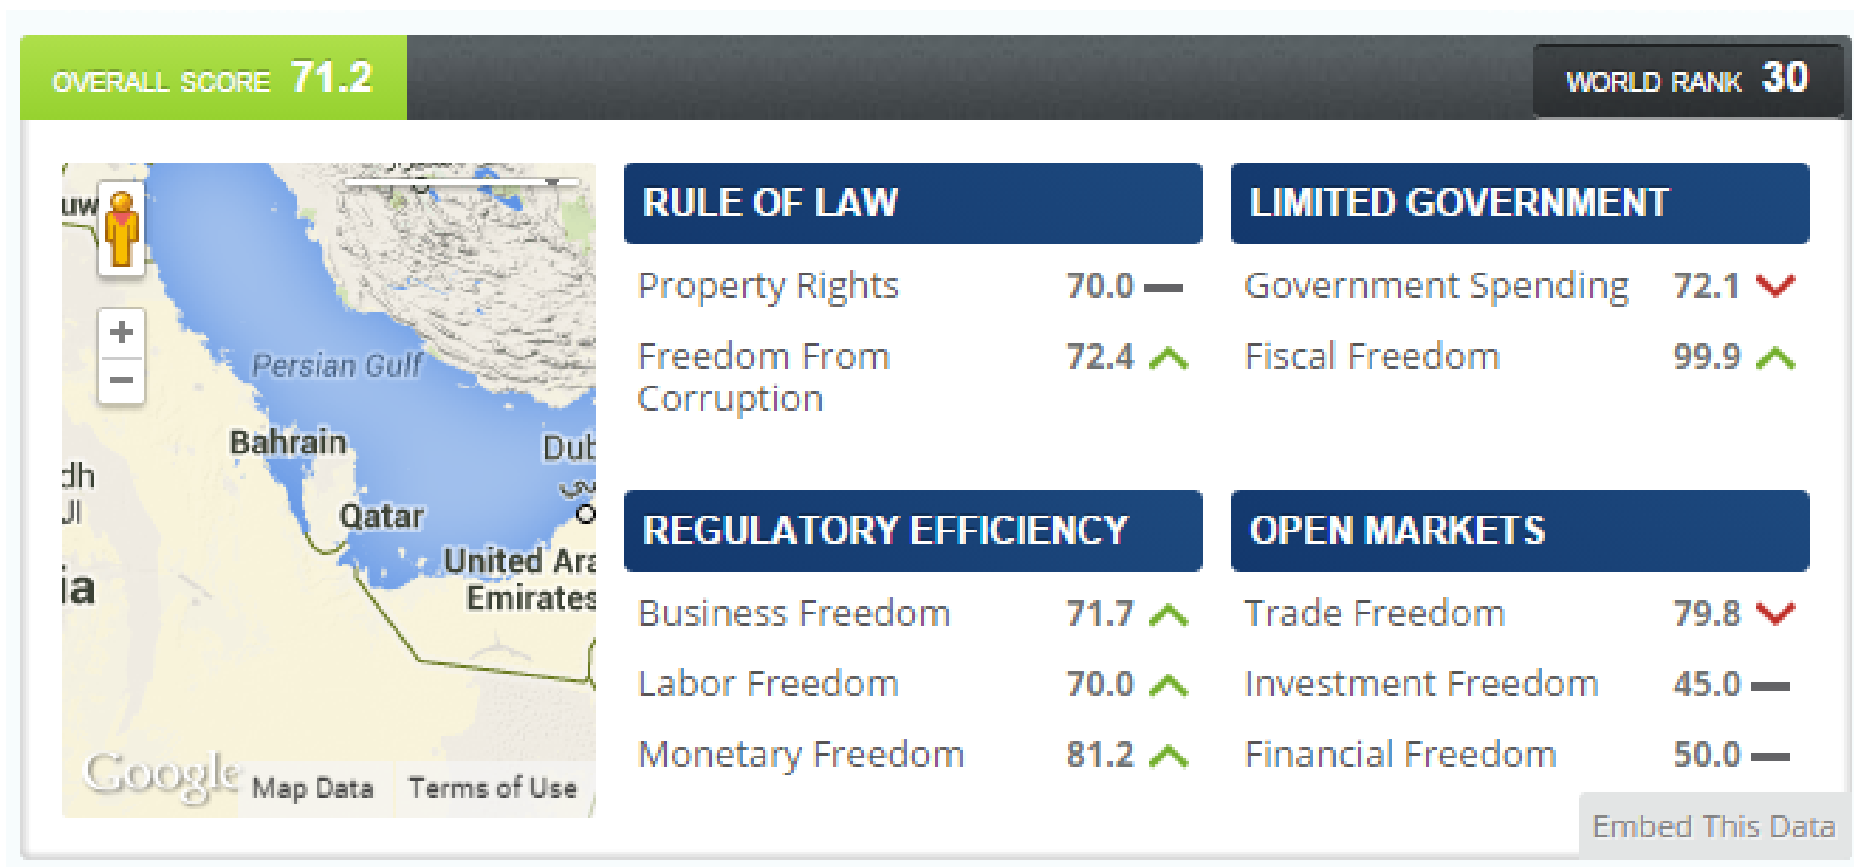 OVERALL SCORE 71.2
WORLD RANK 30
Persian Gulf
Bahrain
Qatar
United Ara
Emirates
Google
Map Data
Terms of Use
RULE OF LAW
Property Rights 70.0
Freedom From 72.4
Corruption
LIMITED GOVERNMENT
Government Spending 72.1
Fiscal Freedom 99.9
REGULATORY EFFICIENCY
Business Freedom 71.7
Labor Freedom 70.0
Monetary Freedom 81.2
OPEN MARKETS
Trade Freedom 79.8
Investment Freedom 45.0
Financial Freedom 50.0
Embed This Data